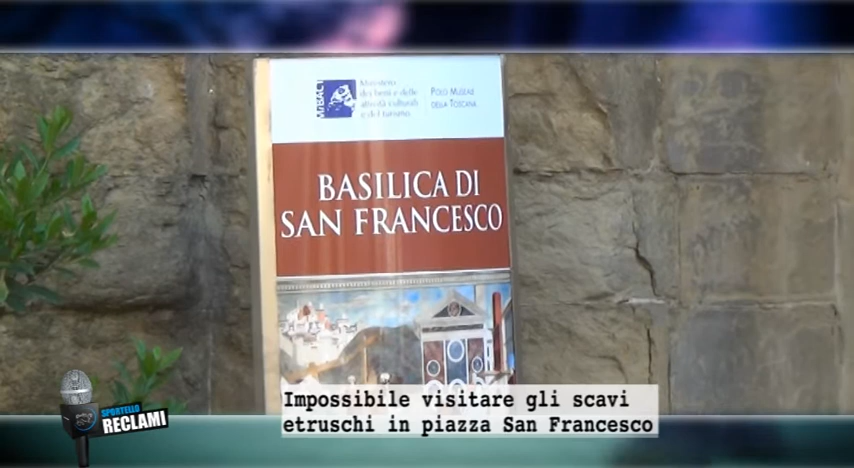 MiBACT
Ministero
dei beni e delle
attività culturali
e del turismo
POLO MUSEALE
DELLA TOSCANA
BASILICA DI
SAN FRANCESCO
Impossibile visitare gli scavi
etruschi in piazza San Francesco
SPORTELLO
RECLAMI